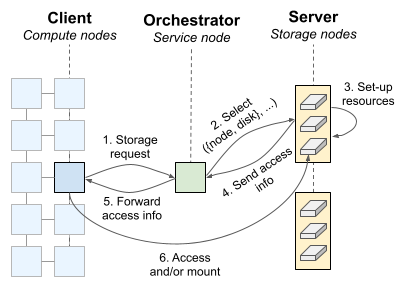 Client
Compute nodes
Orchestrator
Service node
Server
Storage nodes
1. Storage
request
2. Select
({node, disk}, ...)
3. Set-up
resources
4. Send access
info
5. Forward
access info
6. Access
and/or mount